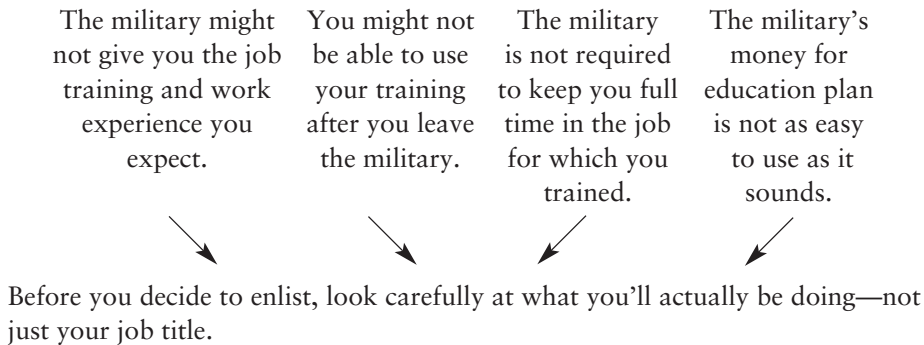 The military might
not give you the job
training and work
experience you
expect.
You might not
be able to use
your training
after you leave
the military.
The military
is not required
to keep you full
time in the job
for which you
trained.
The military’s
money for
education plan
is not as easy
to use as it
sounds.
Before you decide to enlist, look carefully at what you’ll actually be doing—not
just your job title.